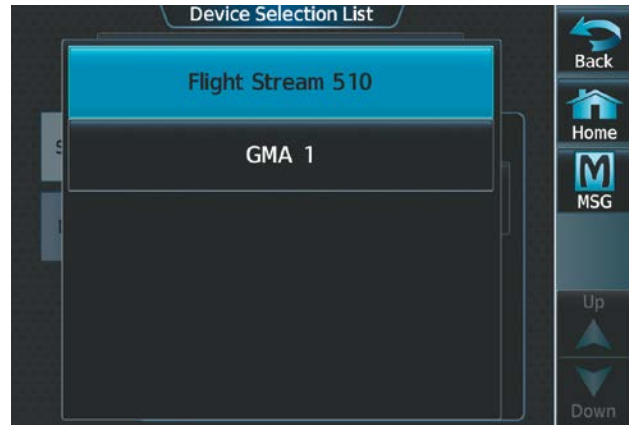 Device Selection List
Flight Stream 510
GMA 1
Back
Home
MSG
Up
Down